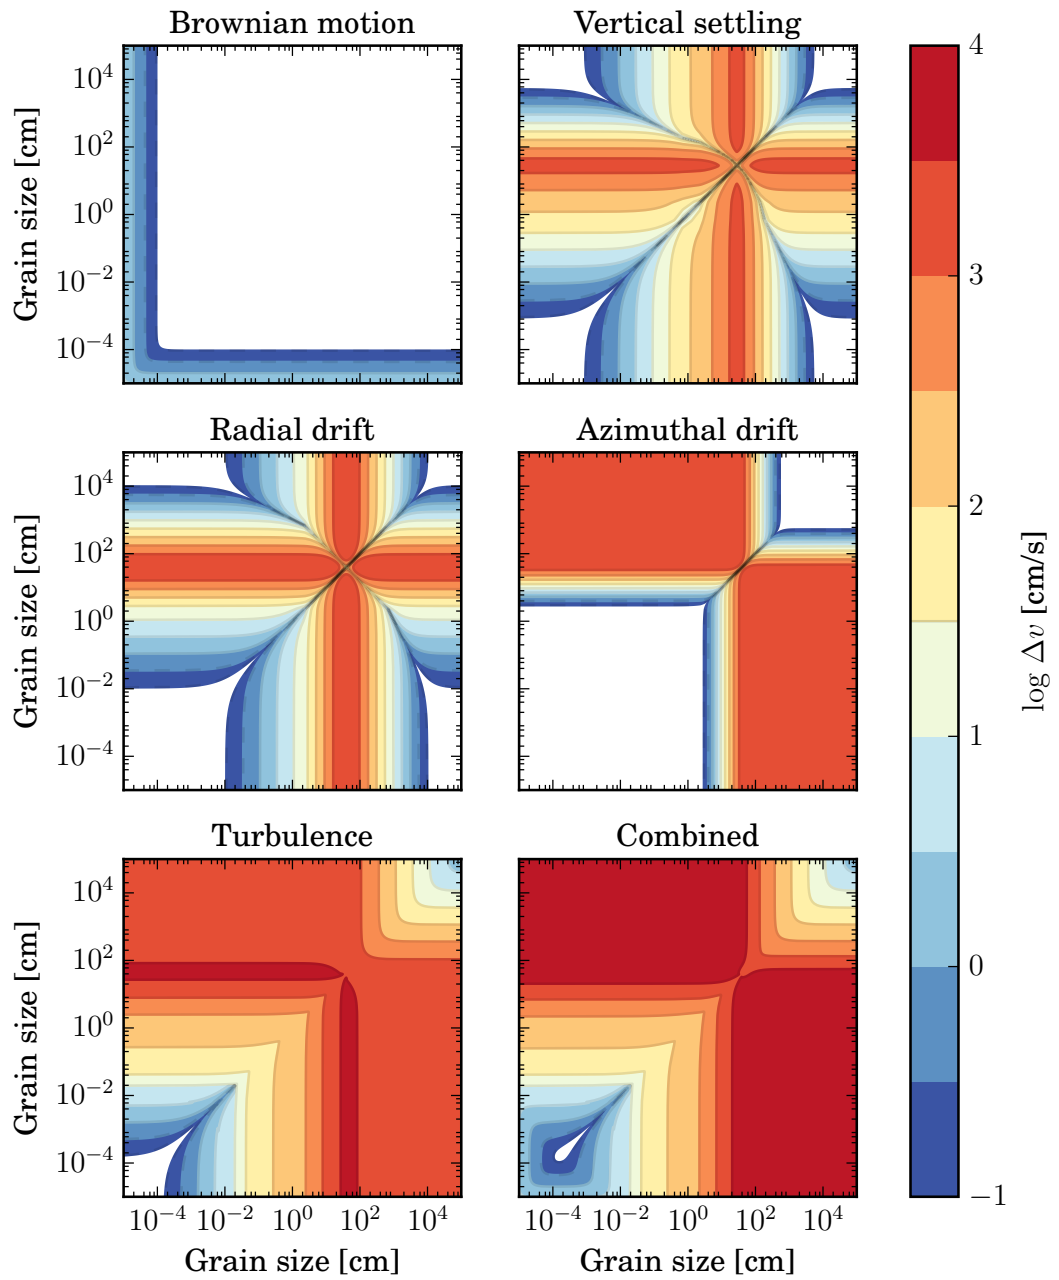 Brownian motion
Vertical settling
4
10^4
10^2
10^0
10^−2
10^−4
Grain size [cm]
3
Radial drift
Azimuthal drift
10^4
10^2
10^0
10^−2
10^−4
Grain size [cm]
2
log Δv [cm/s]
1
Turbulence
Combined
10^4
10^2
10^0
10^−2
10^−4
Grain size [cm]
0
−1
10^−4 10^−2 10^0 10^2 10^4
10^−4 10^−2 10^0 10^2 10^4
Grain size [cm]
Grain size [cm]